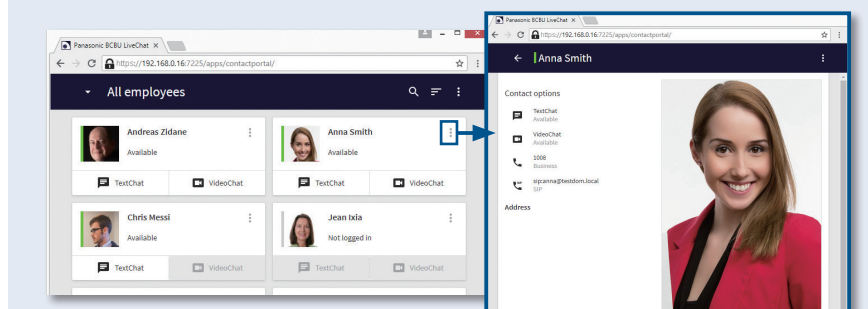 Panasonic BCBU LiveChat
https://192.168.0.16:7225/apps/contactportal/
All employees
Andreas Zidane
Available
TextChat
VideoChat
Anna Smith
Available
TextChat
VideoChat
Chris Messi
Available
TextChat
VideoChat
Jean Ixia
Not logged in
TextChat
VideoChat
Panasonic BCBU LiveChat
https://192.168.0.16:7225/apps/contactportal/
Anna Smith
Contact options
TextChat
Available
VideoChat
Available
1008
Business
sip:anna@testdom.local
SIP
Address